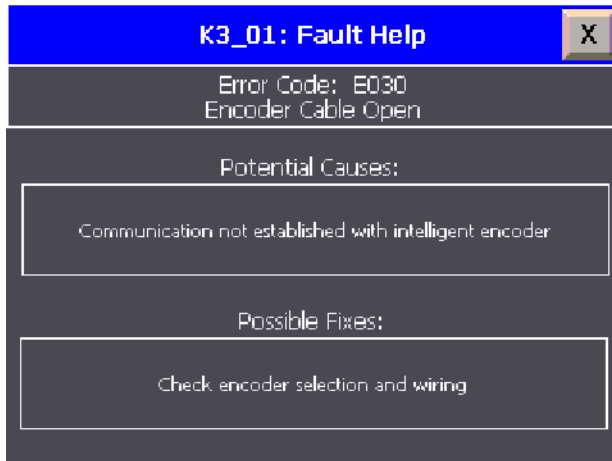 K3_01: Fault Help
X
Error Code: E030
Encoder Cable Open
Potential Causes:
Communication not established with intelligent encoder
Possible Fixes:
Check encoder selection and wiring